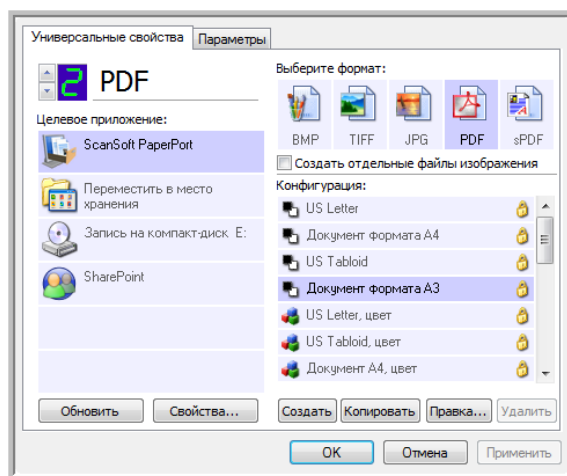 Универсальные свойства
Параметры
2
PDF
Целевое приложение:
ScanSoft PaperPort
Переместить в место
хранения
Запись на компакт-диск E:
SharePoint
Обновить
Свойства...
Выберите формат:
BMP
TIFF
JPG
PDF
sPDF
Создать отдельные файлы изображения
Конфигурация:
US Letter
Документ формата A4
US Tabloid
Документ формата A3
US Letter, цвет
US Tabloid, цвет
Документ A4, цвет
Создать
Копировать
Правка...
Удалить
OK
Отмена
Применить